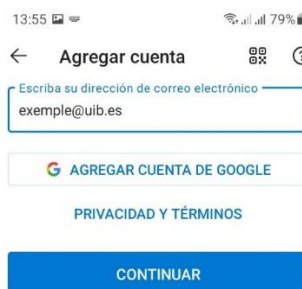 13:55 79%
Agregar cuenta
Escriba su dirección de correo electrónico
exemple@uib.es
G AGREGAR CUENTA DE GOOGLE
PRIVACIDAD Y TÉRMINOS
CONTINUAR